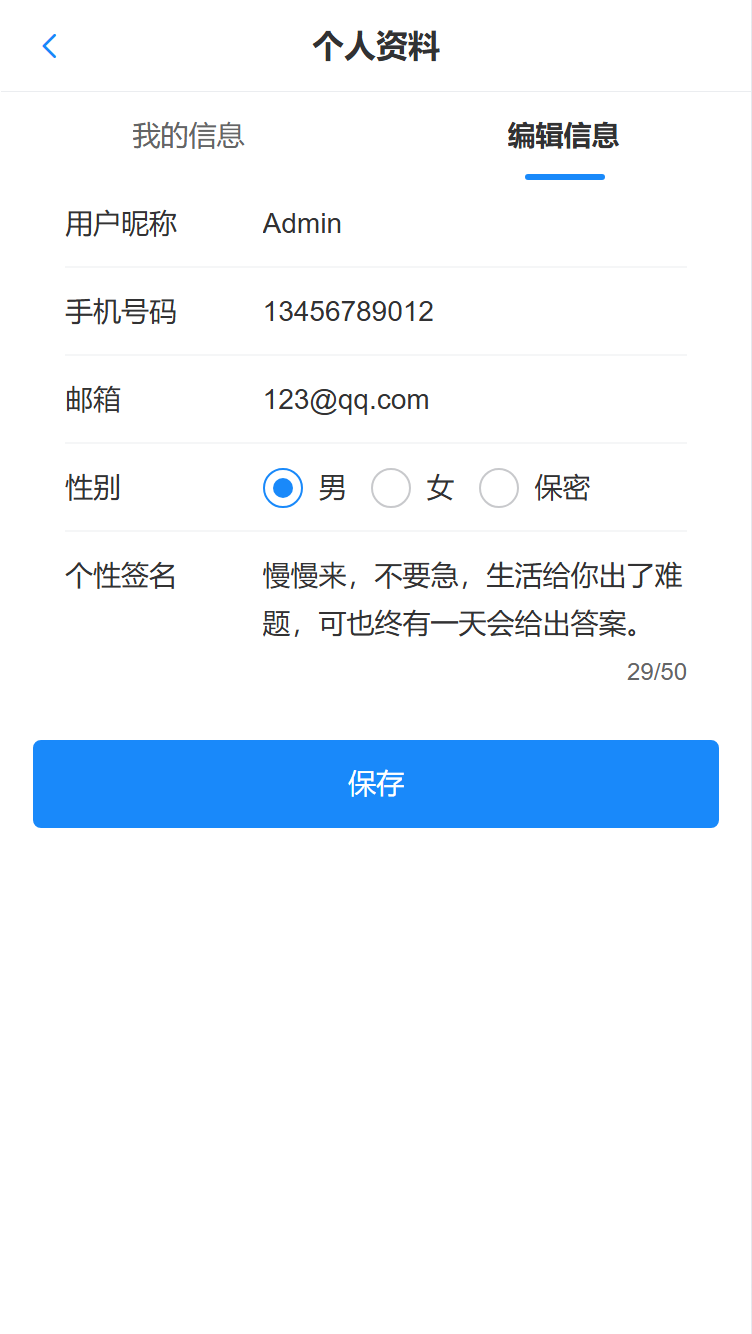 个人资料
我的信息 编辑信息
用户昵称 Admin
手机号码 13456789012
邮箱 123@qq.com
性别 男 女 保密
个性签名 慢慢来，不要急，生活给你出了难
题，可也终有一天会给出答案。
29/50
保存